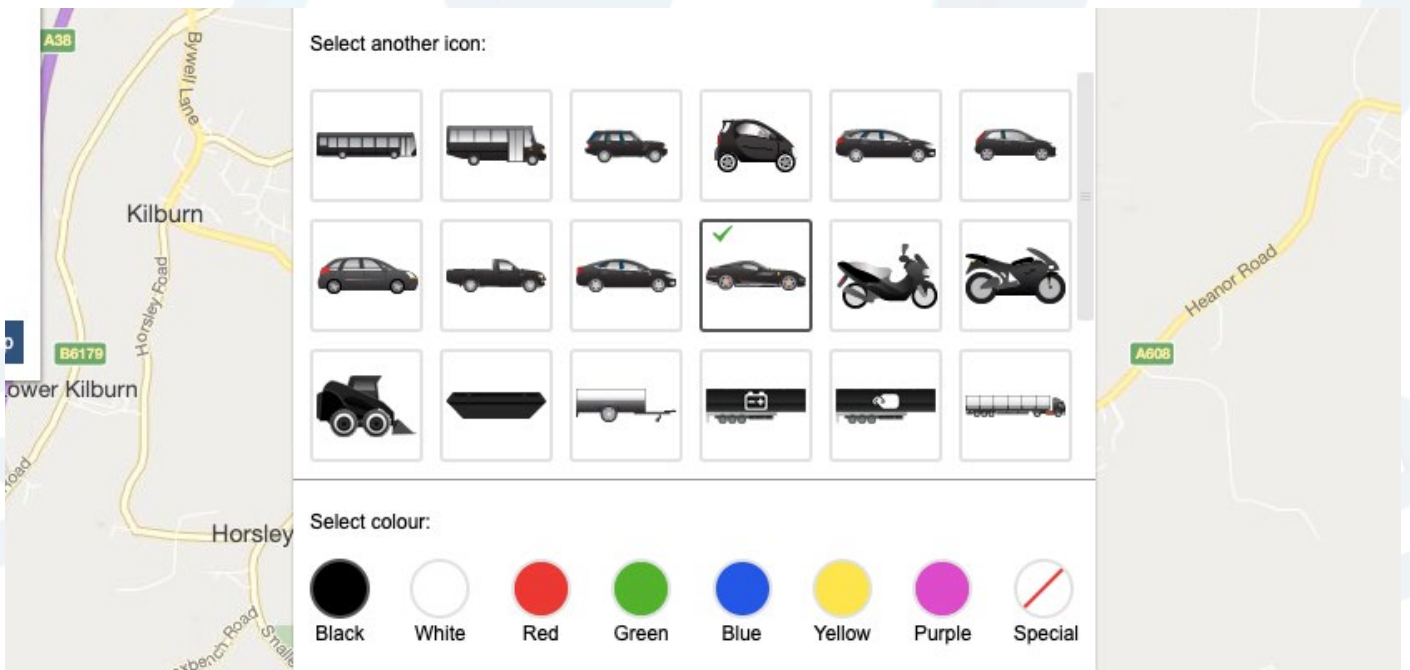 Select another icon:
A38
Bywell Lane
Kilburn
Horsley Road
Heanor Road
B6179
A608
ower Kilburn
Select colour:
Horsley
Black
White
Red
Green
Blue
Yellow
Purple
Special
Road